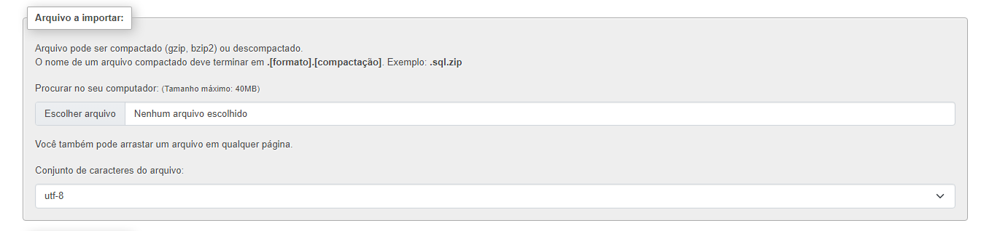 Arquivo a importar:
Arquivo pode ser compactado (gzip, bzip2) ou descompactado.
O nome de um arquivo compactado deve terminar em .[formato].[compactação]. Exemplo: .sql.zip
Procurar no seu computador: (Tamanho máximo: 40MB)
Escolher arquivo Nenhum arquivo escolhido
Você também pode arrastar um arquivo em qualquer página.
Conjunto de caracteres do arquivo:
utf-8